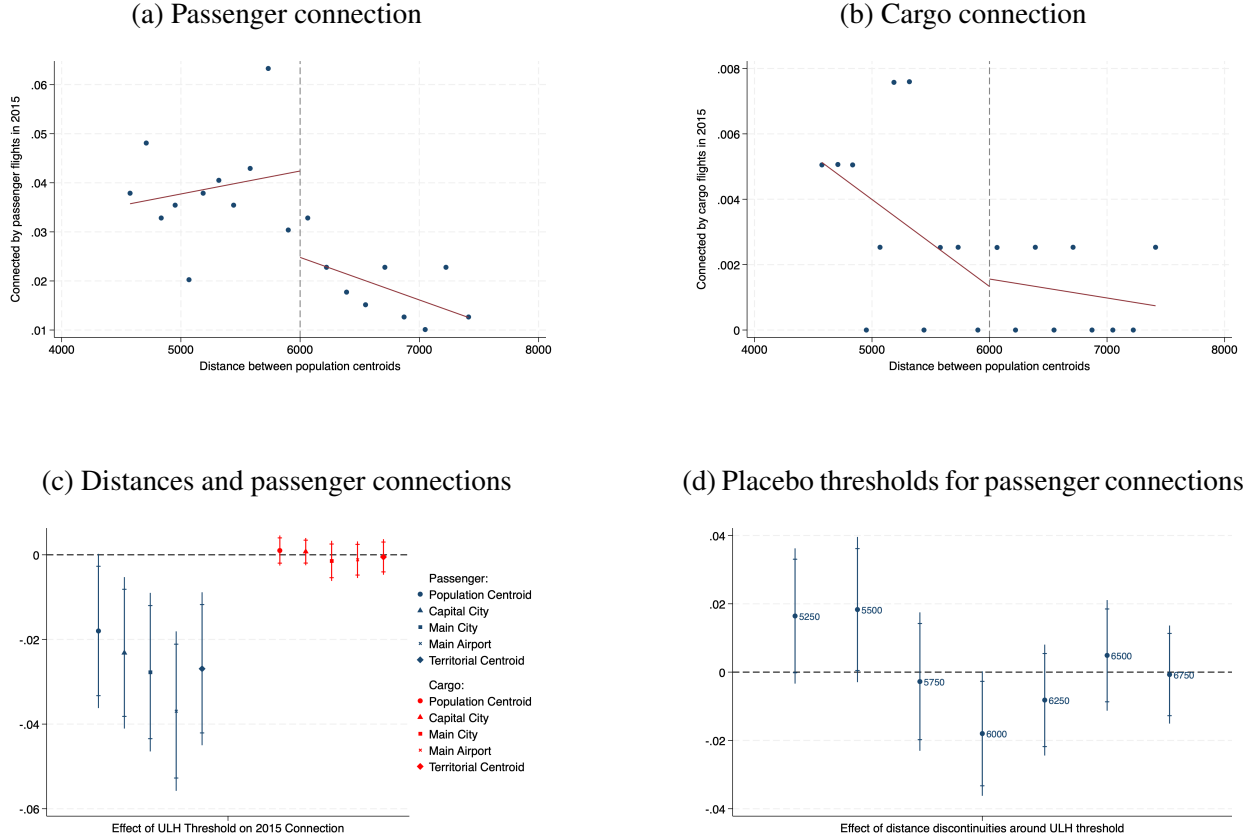 (a) Passenger connection
Connected by passenger flights in 2015
.06
.05
.04
.03
.02
.01
4000 5000 6000 7000 8000
Distance between population centroids
(b) Cargo connection
Connected by cargo flights in 2015
.008
.006
.004
.002
0
4000 5000 6000 7000 8000
Distance between population centroids
(c) Distances and passenger connections
0
-.02
-.04
-.06
Effect of ULH Threshold on 2015 Connection
Passenger:
Population Centroid
Capital City
Main City
Main Airport
Territorial Centroid
Cargo:
Population Centroid
Capital City
Main City
Main Airport
Territorial Centroid
(d) Placebo thresholds for passenger connections
.04
.02
0
-.02
-.04
5250
5500
5750
6000
6250
6500
6750
Effect of distance discontinuities around ULH threshold